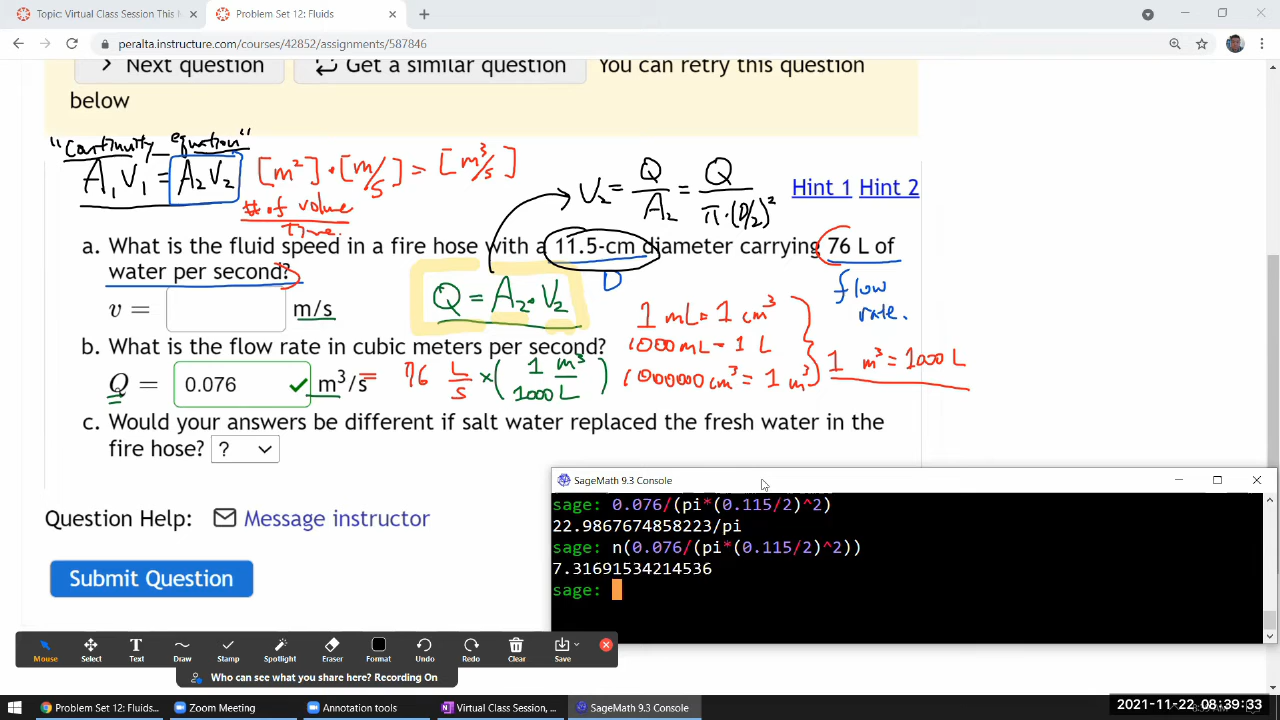 Topic: Virtual Class Session This
Problem Set 12: Fluids
peralta.instructure.com/courses/42852/assignments/587846
Next question
Get a similar question
You can retry this question
below
"Continuity equation"
A₁V₁ = A₂V₂
[m²]·[m/s] = [m³/s]
# of volume
time.
V₂ = Q/A₂ = Q/π·(D/2)²
Hint 1 Hint 2
a. What is the fluid speed in a fire hose with a 11.5-cm diameter carrying 76 L of
water per second?
D
flow
rate.
Q = A₂·V₂
v = m/s
1 mL = 1 cm³
1000 mL = 1 L
1000000 cm³ = 1 m³
1 m³ = 1000 L
b. What is the flow rate in cubic meters per second?
Q = 0.076 m³/s = 76 L/s × (1 m³/1000 L)
c. Would your answers be different if salt water replaced the fresh water in the
fire hose? ?
Question Help: Message instructor
Submit Question
SageMath 9.3 Console
sage: 0.076/(pi*(0.115/2)^2)
22.9867674858223/pi
sage: n(0.076/(pi*(0.115/2)^2))
7.31691534214536
sage:
Mouse
Select
Text
Draw
Stamp
Spotlight
Eraser
Format
Undo
Redo
Clear
Save
Who can see what you share here? Recording On
Problem Set 12: Fluids...
Zoom Meeting
Annotation tools
Virtual Class Session,...
SageMath 9.3 Console
2021-11-22 08:39:33